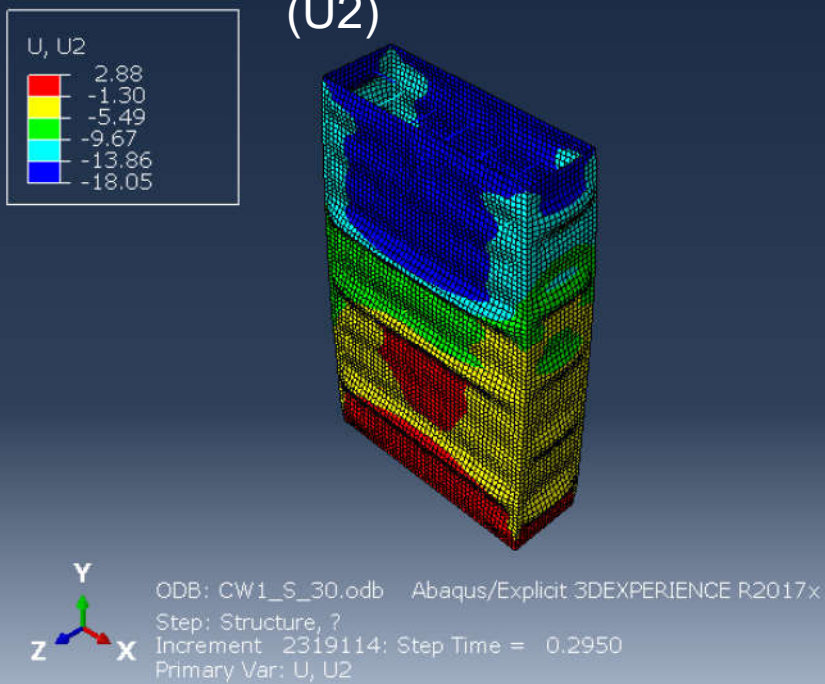 (U2)
U, U2
2.88
-1.30
-5.49
-9.67
-13.86
-18.05
Y
Z
X
ODB: CW1_S_30.odb Abaqus/Explicit 3DEXPERIENCE R2017x
Step: Structure, ?
Increment 2319114: Step Time = 0.2950
Primary Var: U, U2